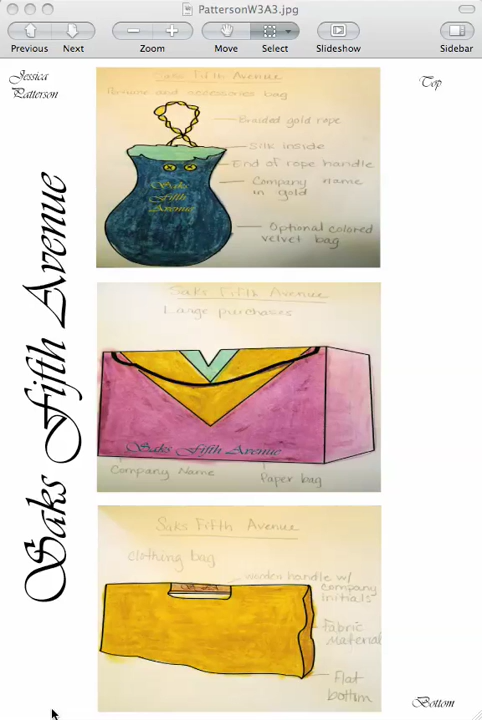 PattersonW3A3.jpg
Previous
Next
Zoom
Move
Select
Slideshow
Sidebar
Jessica
Patterson
Top
Saks Fifth Avenue
Saks Fifth Avenue
Perfume and accessories bag
Braided gold rope
Silk inside
End of rope handle
Company name
in gold
Saks
Fifth
Avenue
Optional colored
velvet bag
Saks Fifth Avenue
Large purchases
Saks Fifth Avenue
Company Name
Paper bag
Saks Fifth Avenue
clothing bag
wooden handle w/
company
initials
Fabric
Material
Flat
bottom
Bottom